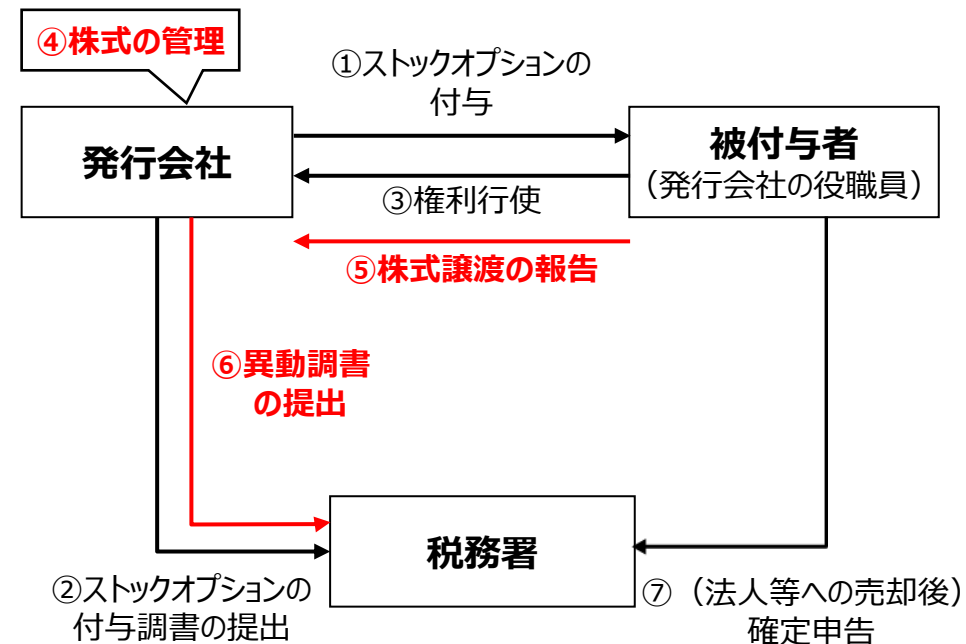 ④株式の管理
①ストックオプションの
付与
発行会社
被付与者
（発行会社の役職員）
③権利行使
⑤株式譲渡の報告
⑥異動調書
の提出
税務署
②ストックオプションの
付与調書の提出
⑦（法人等への売却後）
確定申告